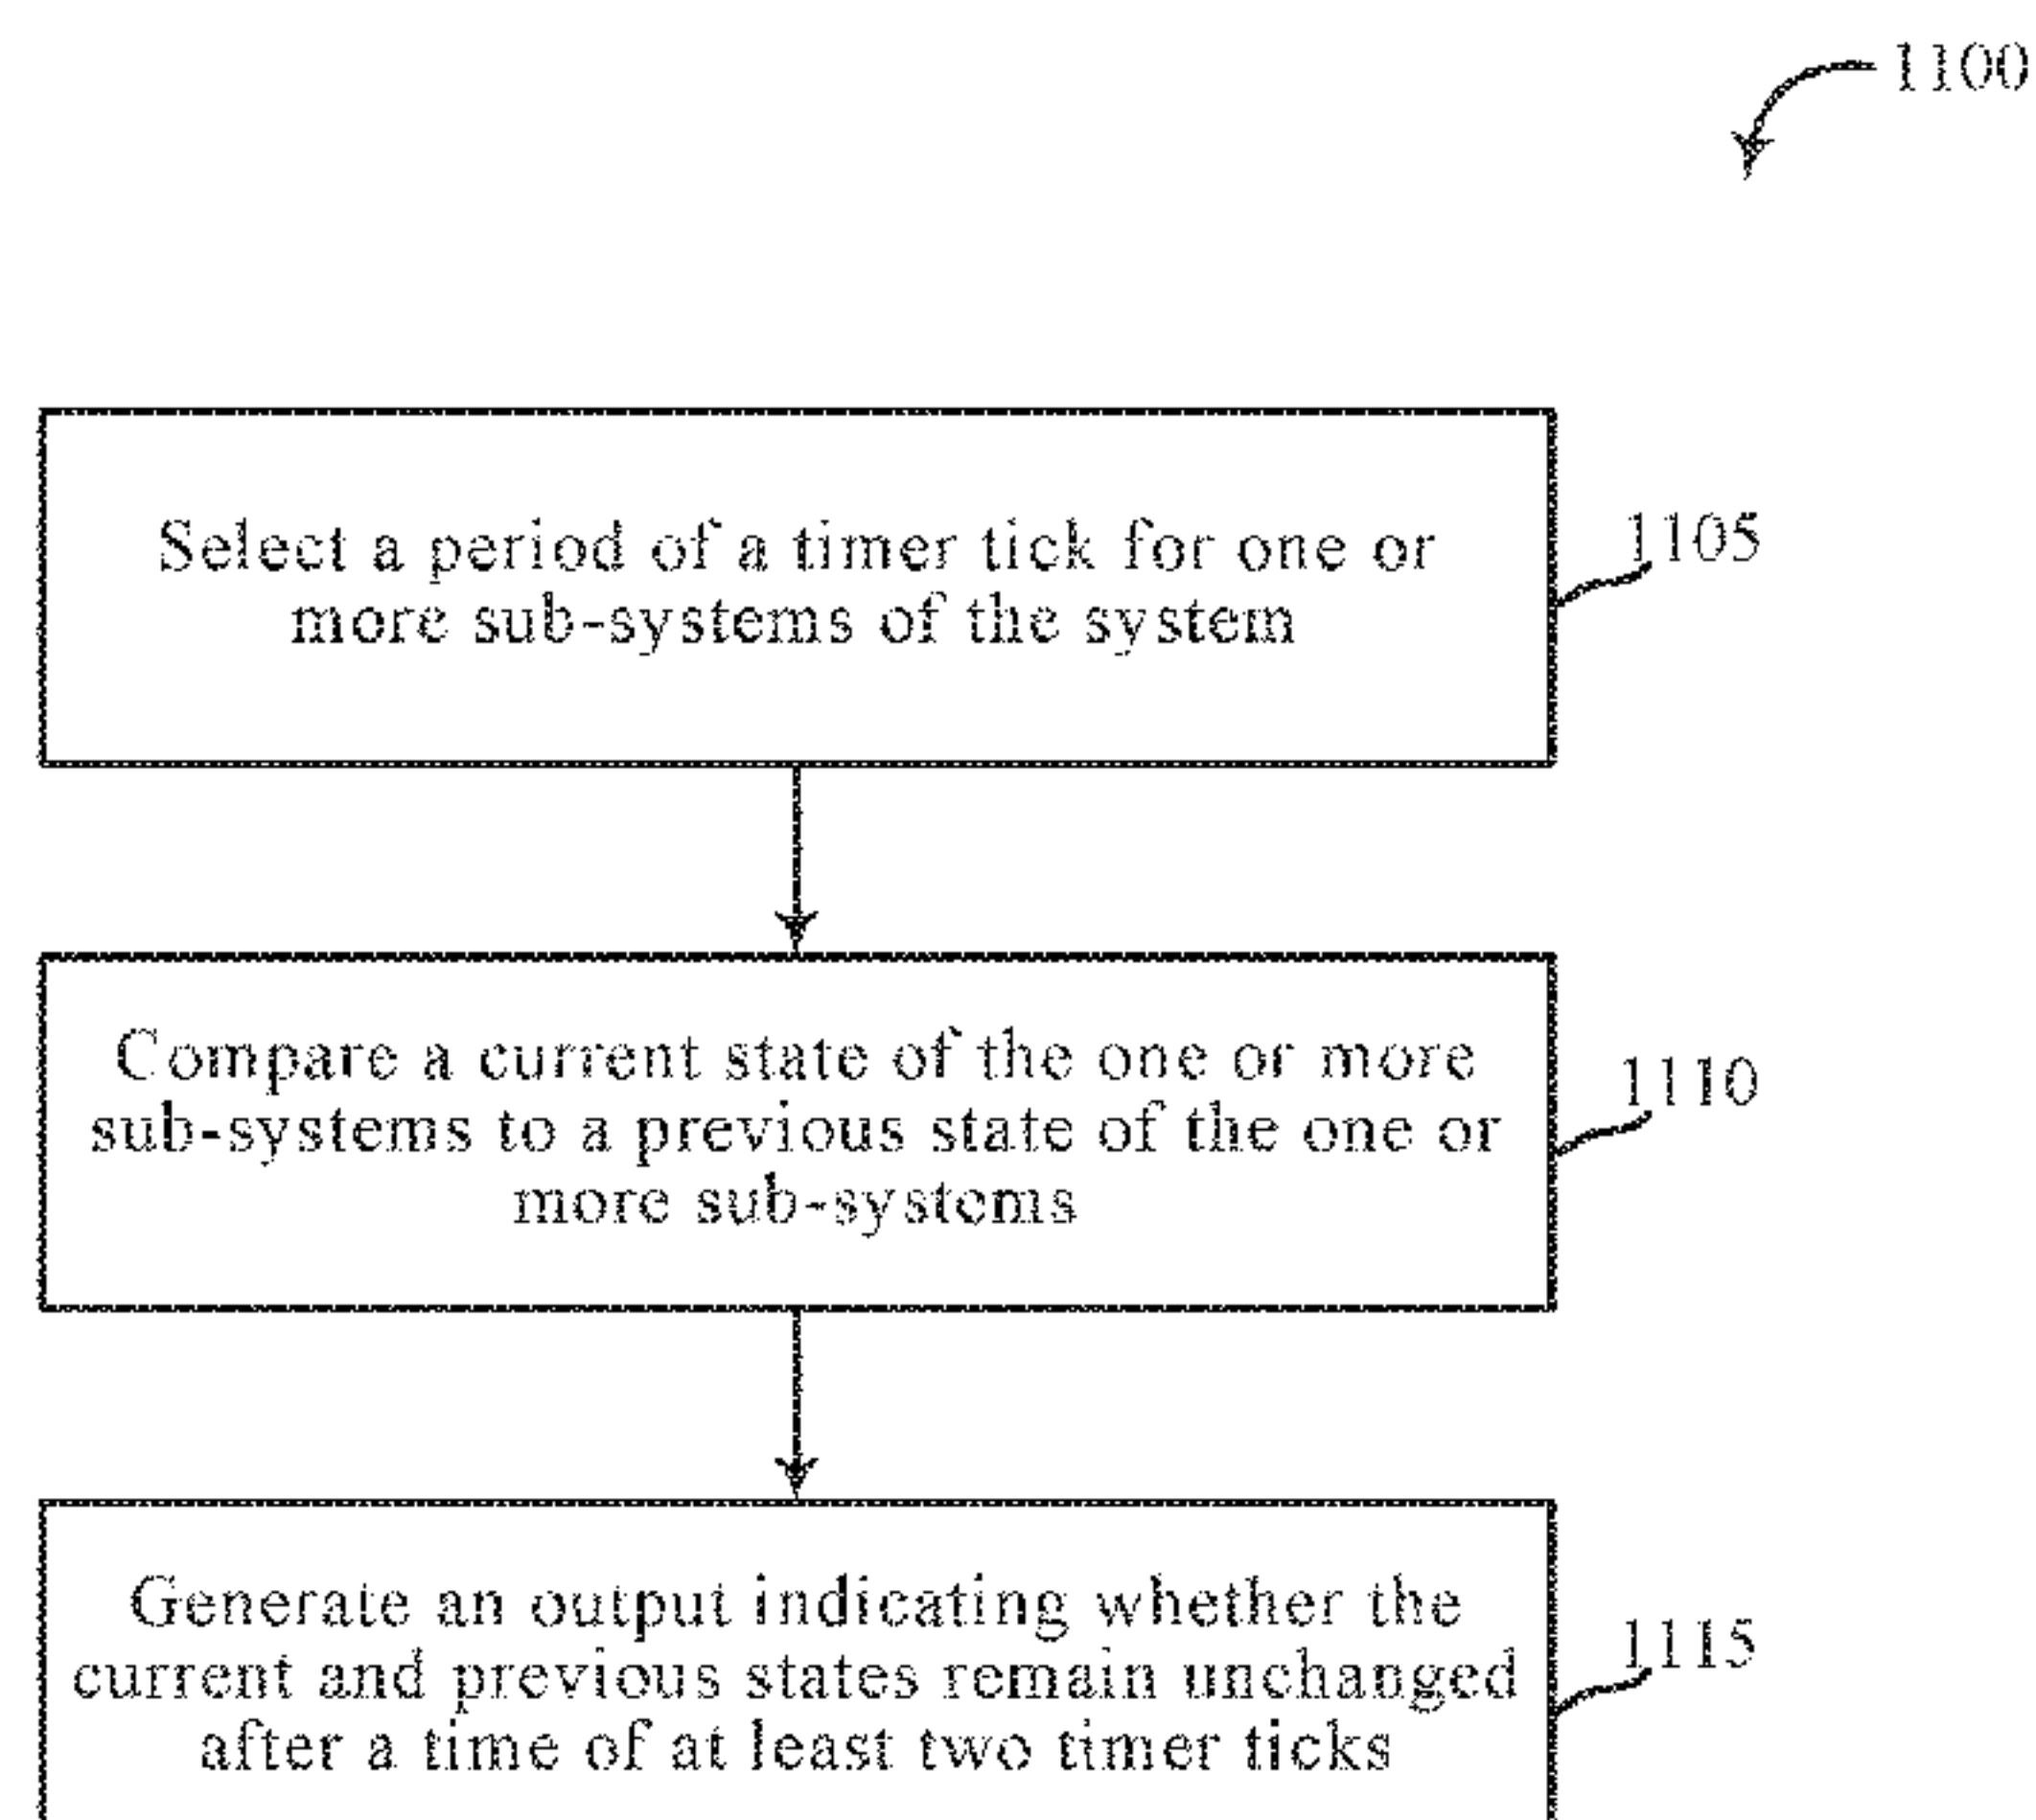 1100
Select a period of a timer tick for one or
more sub-systems of the system
1105
Compare a current state of the one or more
sub-systems to a previous state of the one or
more sub-systems
1110
Generate an output indicating whether the
current and previous states remain unchanged
after a time of at least two timer ticks
1115